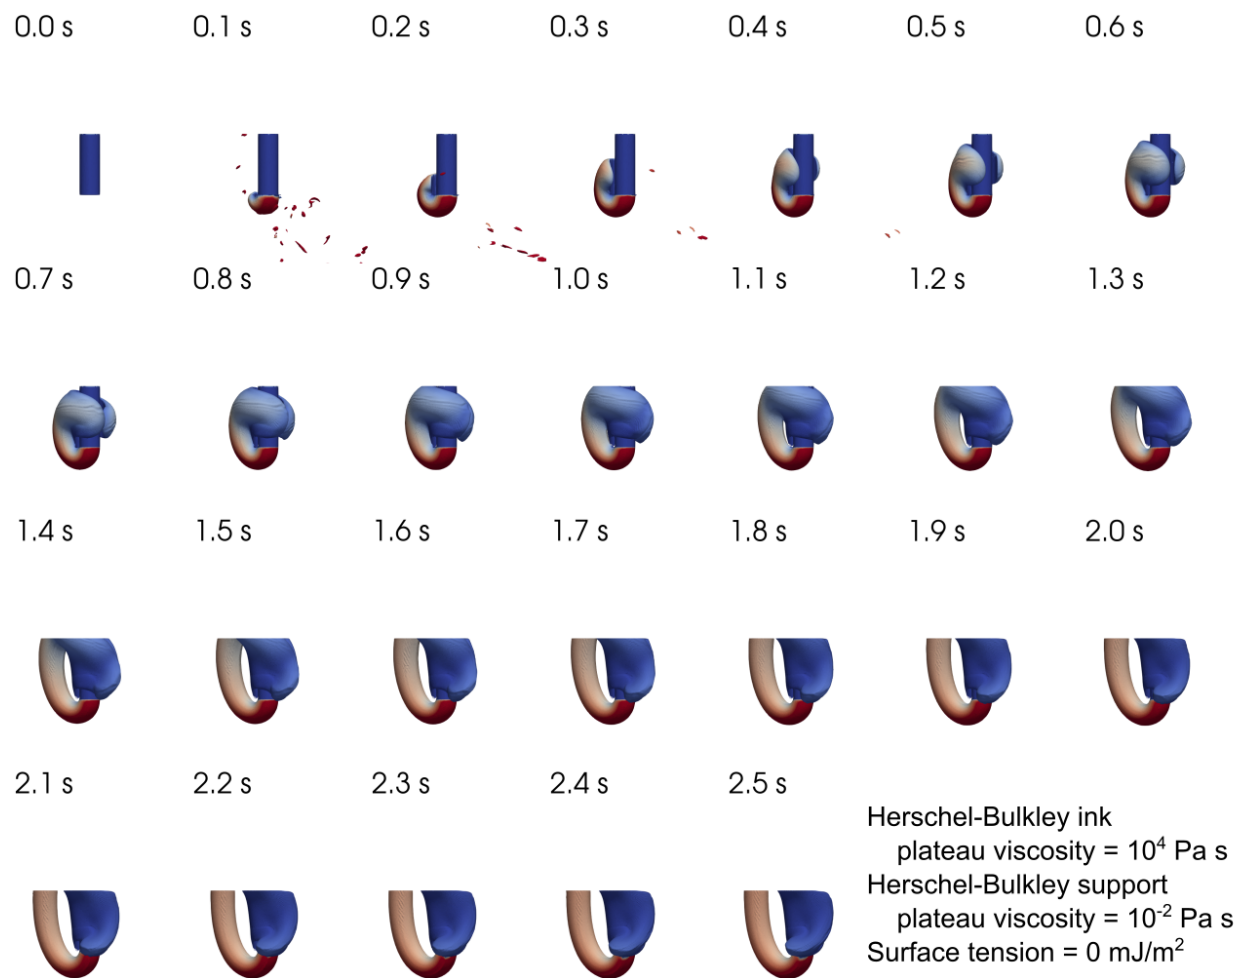 0.0 s 0.1 s 0.2 s 0.3 s 0.4 s 0.5 s 0.6 s
0.7 s 0.8 s 0.9 s 1.0 s 1.1 s 1.2 s 1.3 s
1.4 s 1.5 s 1.6 s 1.7 s 1.8 s 1.9 s 2.0 s
2.1 s 2.2 s 2.3 s 2.4 s 2.5 s
Herschel-Bulkley ink
plateau viscosity = 10⁴ Pa s
Herschel-Bulkley support
plateau viscosity = 10⁻² Pa s
Surface tension = 0 mJ/m²